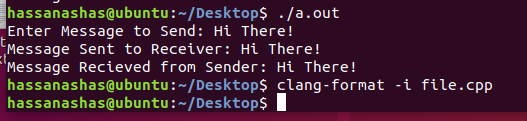 hassanashas@ubuntu:~/Desktop$ ./a.out
Enter Message to Send: Hi There!
Message Sent to Receiver: Hi There!
Message Recieved from Sender: Hi There!
hassanashas@ubuntu:~/Desktop$ clang-format -i file.cpp
hassanashas@ubuntu:~/Desktop$